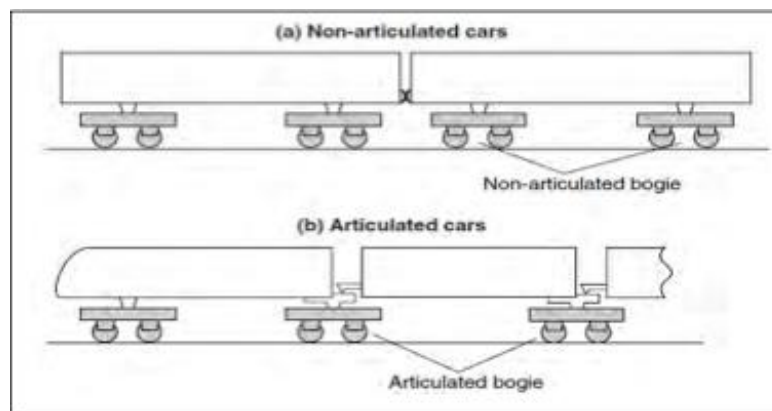 (a) Non-articulated cars
Non-articulated bogie
(b) Articulated cars
Articulated bogie